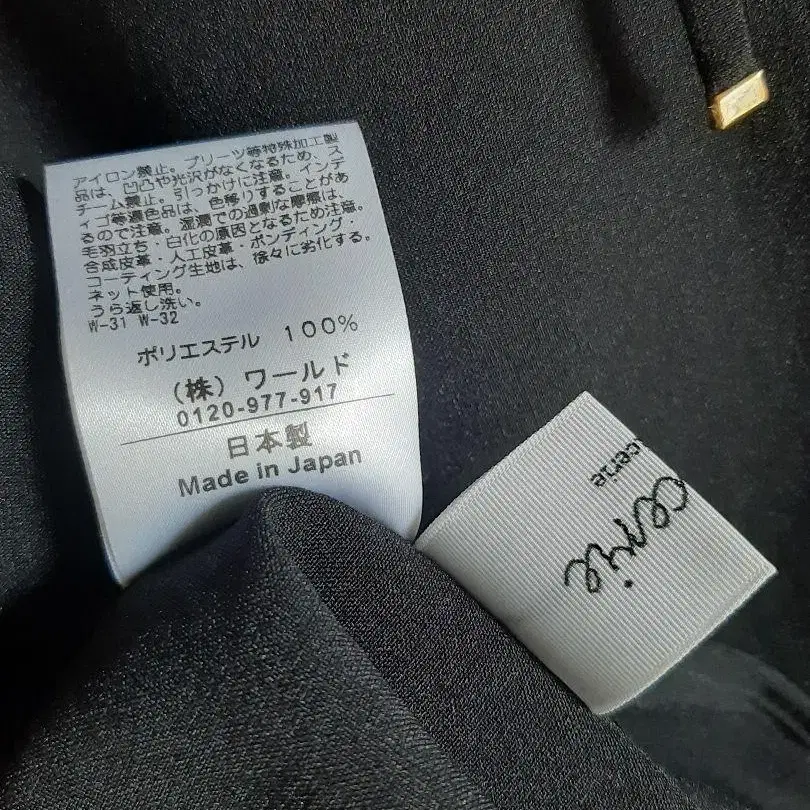 アイロン禁止。プリーツ等特殊加工製
品は、凹凸や光沢がなくなるため、ス
チーム禁止。引っかけに注意。インデ
ィゴ等濃色品は、色移りすることがあ
るので注意。湿潤での過剰な摩擦は、
毛羽立ち・白化の原因となるため注意。
合成皮革・人工皮革・ボンディング・
コーティング生地は、徐々に劣化する。
ネット使用。
うら返し洗い。
W-31 W-32
ポリエステル 100%
(株) ワールド
0120-977-917
日本製
Made in Japan
cerie
cerie